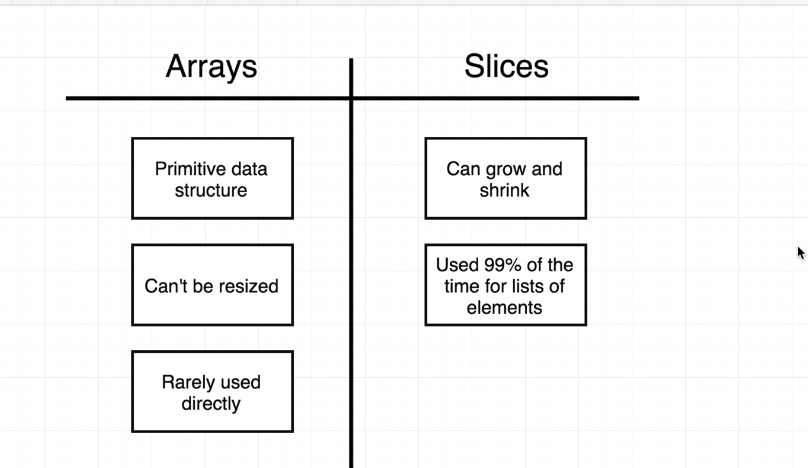 Arrays
Slices
Primitive data
structure
Can grow and
shrink
Can't be resized
Used 99% of the
time for lists of
elements
Rarely used
directly